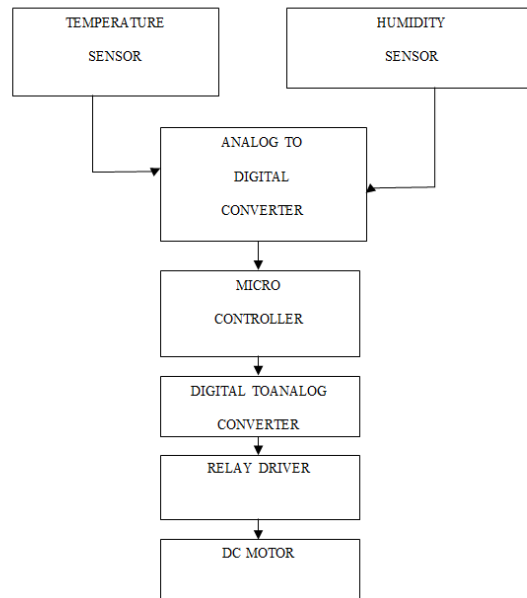 TEMPERATURE
SENSOR
HUMIDITY
SENSOR
ANALOG TO
DIGITAL
CONVERTER
MICRO
CONTROLLER
DIGITAL TOANALOG
CONVERTER
RELAY DRIVER
DC MOTOR